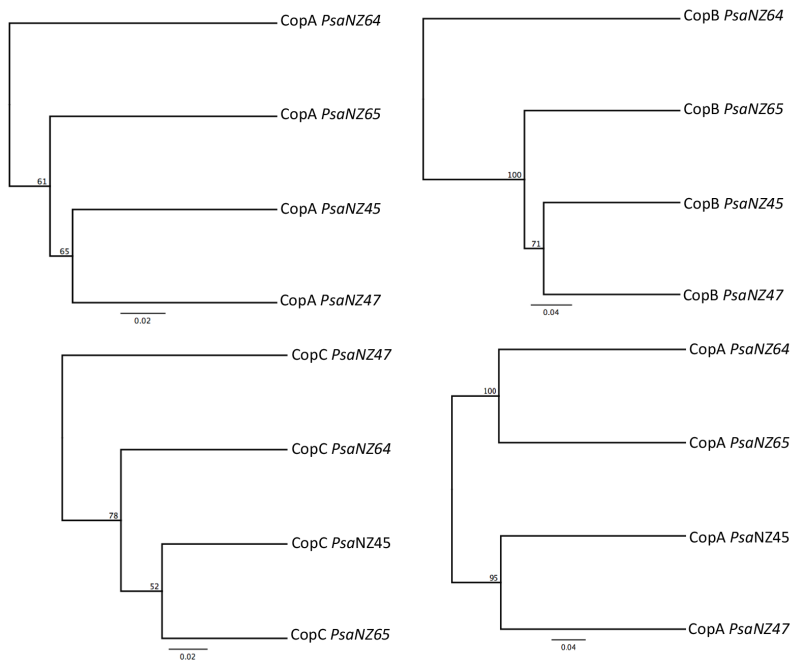 CopA PsaNZ64
CopA PsaNZ65
61
CopA PsaNZ45
65
CopA PsaNZ47
0.02
CopB PsaNZ64
CopB PsaNZ65
100
CopB PsaNZ45
71
CopB PsaNZ47
0.04
CopC PsaNZ47
CopC PsaNZ64
78
CopC PsaNZ45
52
CopC PsaNZ65
0.02
CopA PsaNZ64
100
CopA PsaNZ65
CopA PsaNZ45
95
CopA PsaNZ47
0.04